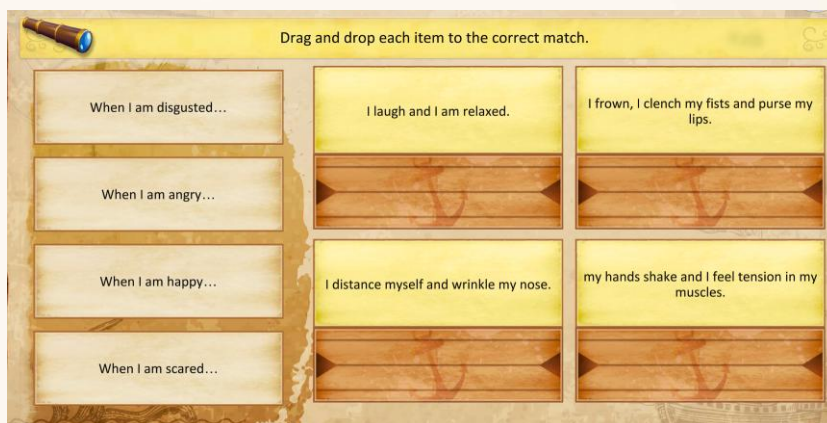 Drag and drop each item to the correct match.
When I am disgusted...
When I am angry...
When I am happy...
When I am scared...
I laugh and I am relaxed.
I frown, I clench my fists and purse my
lips.
I distance myself and wrinkle my nose.
my hands shake and I feel tension in my
muscles.